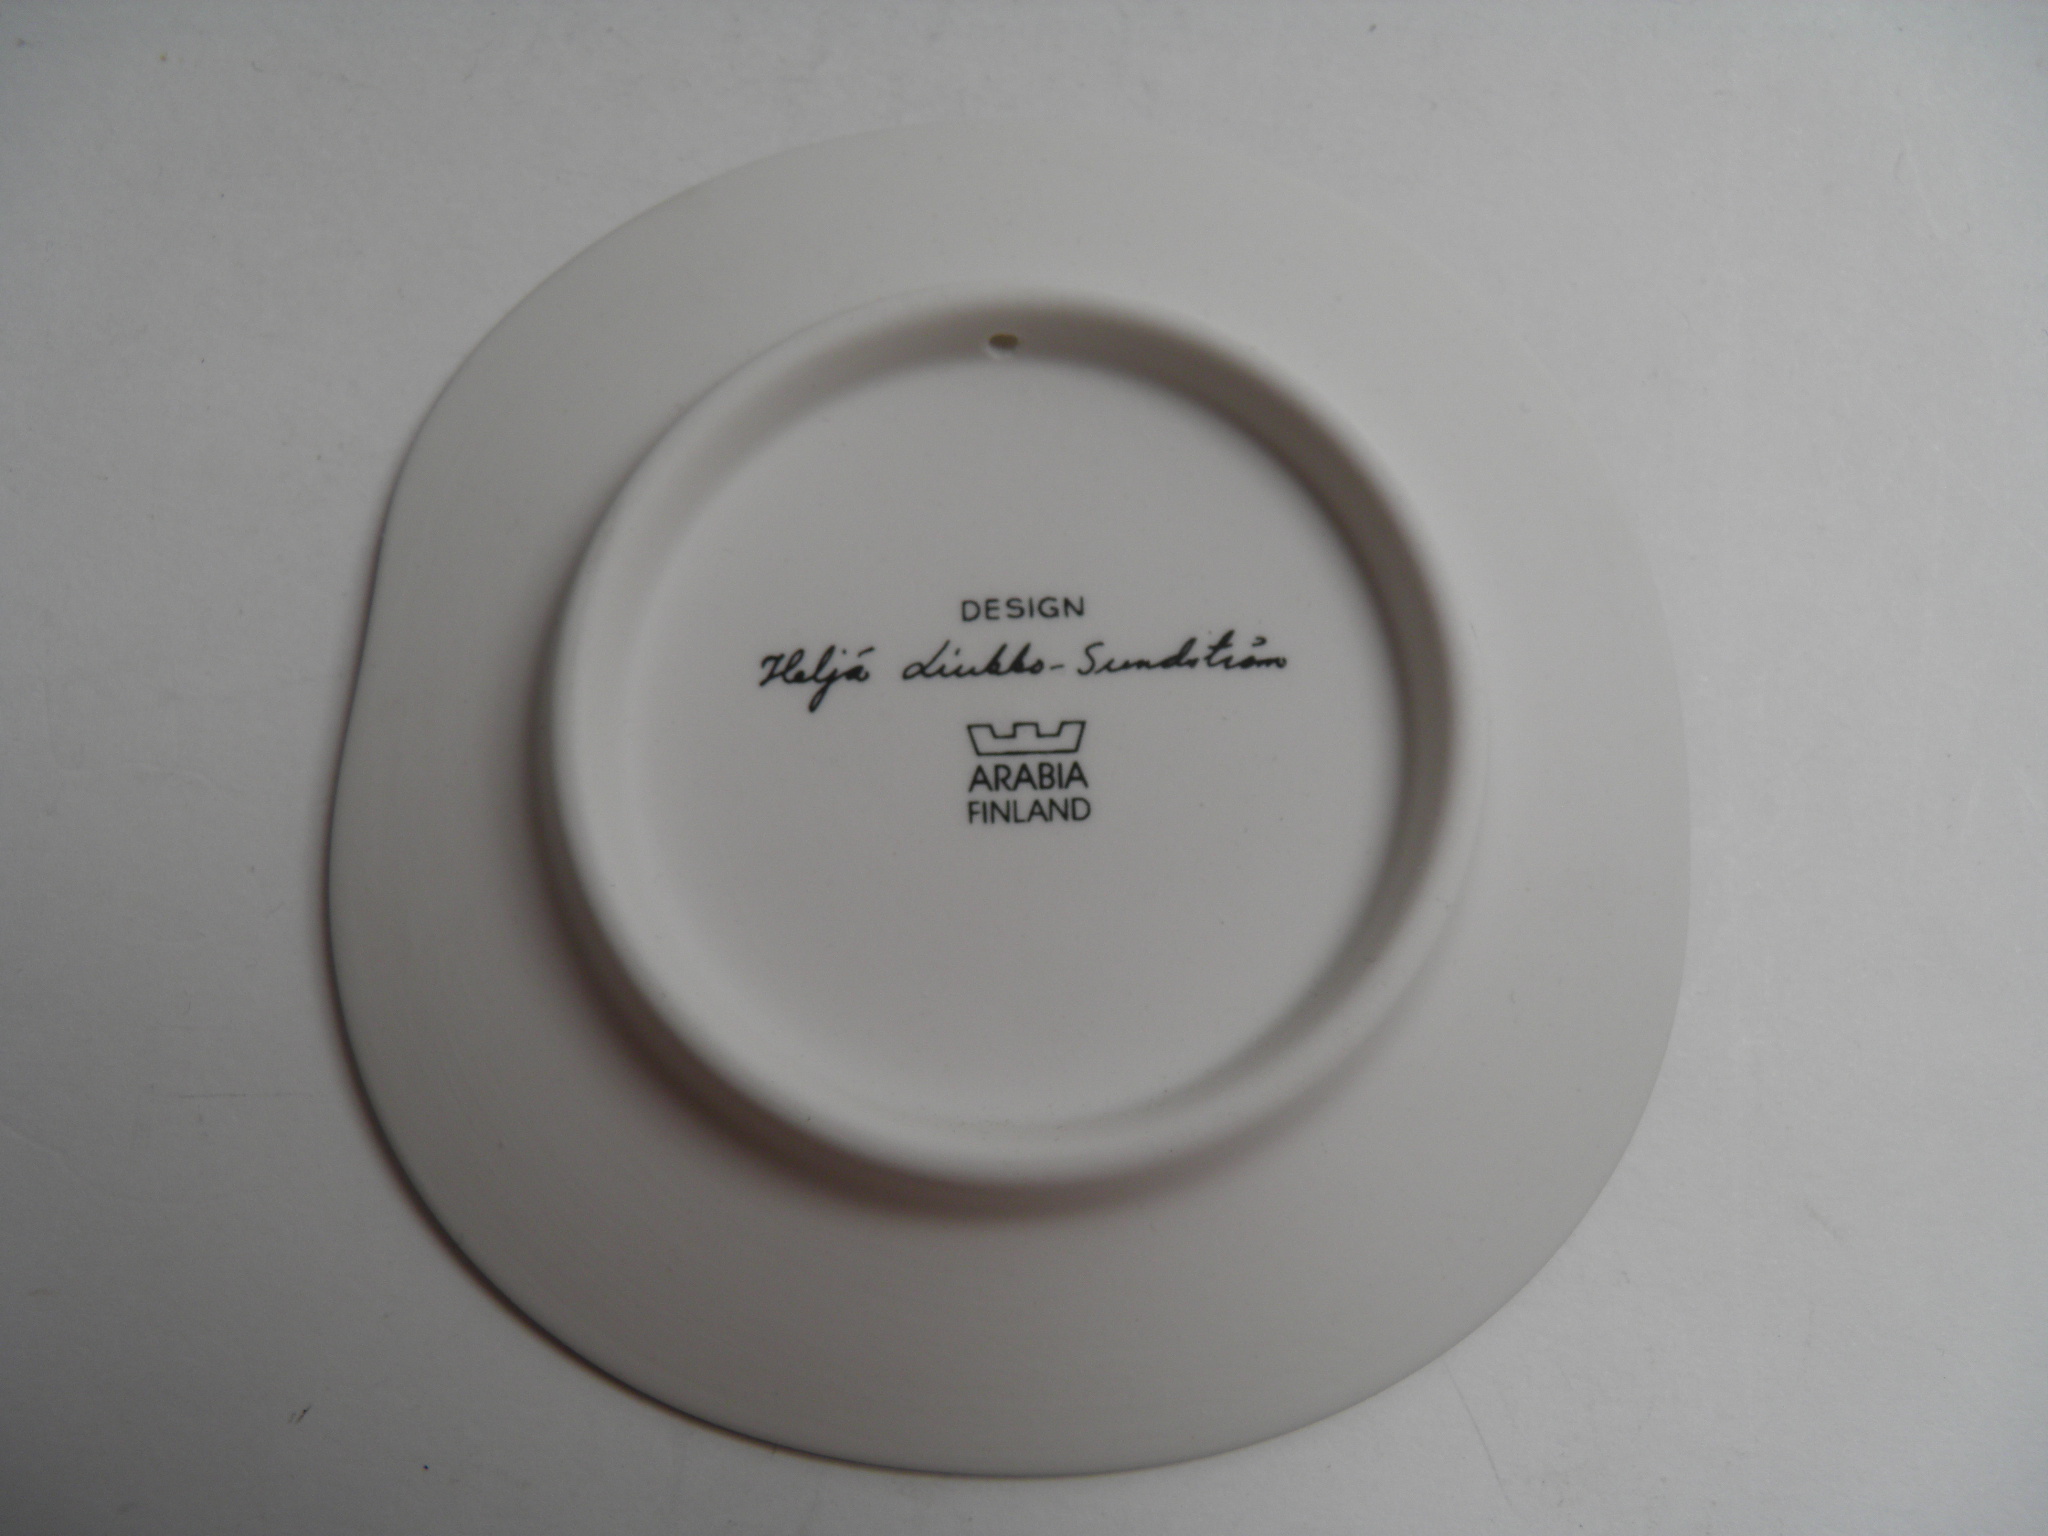 DESIGN
Heljä Liukko-Sundström
ARABIA
FINLAND